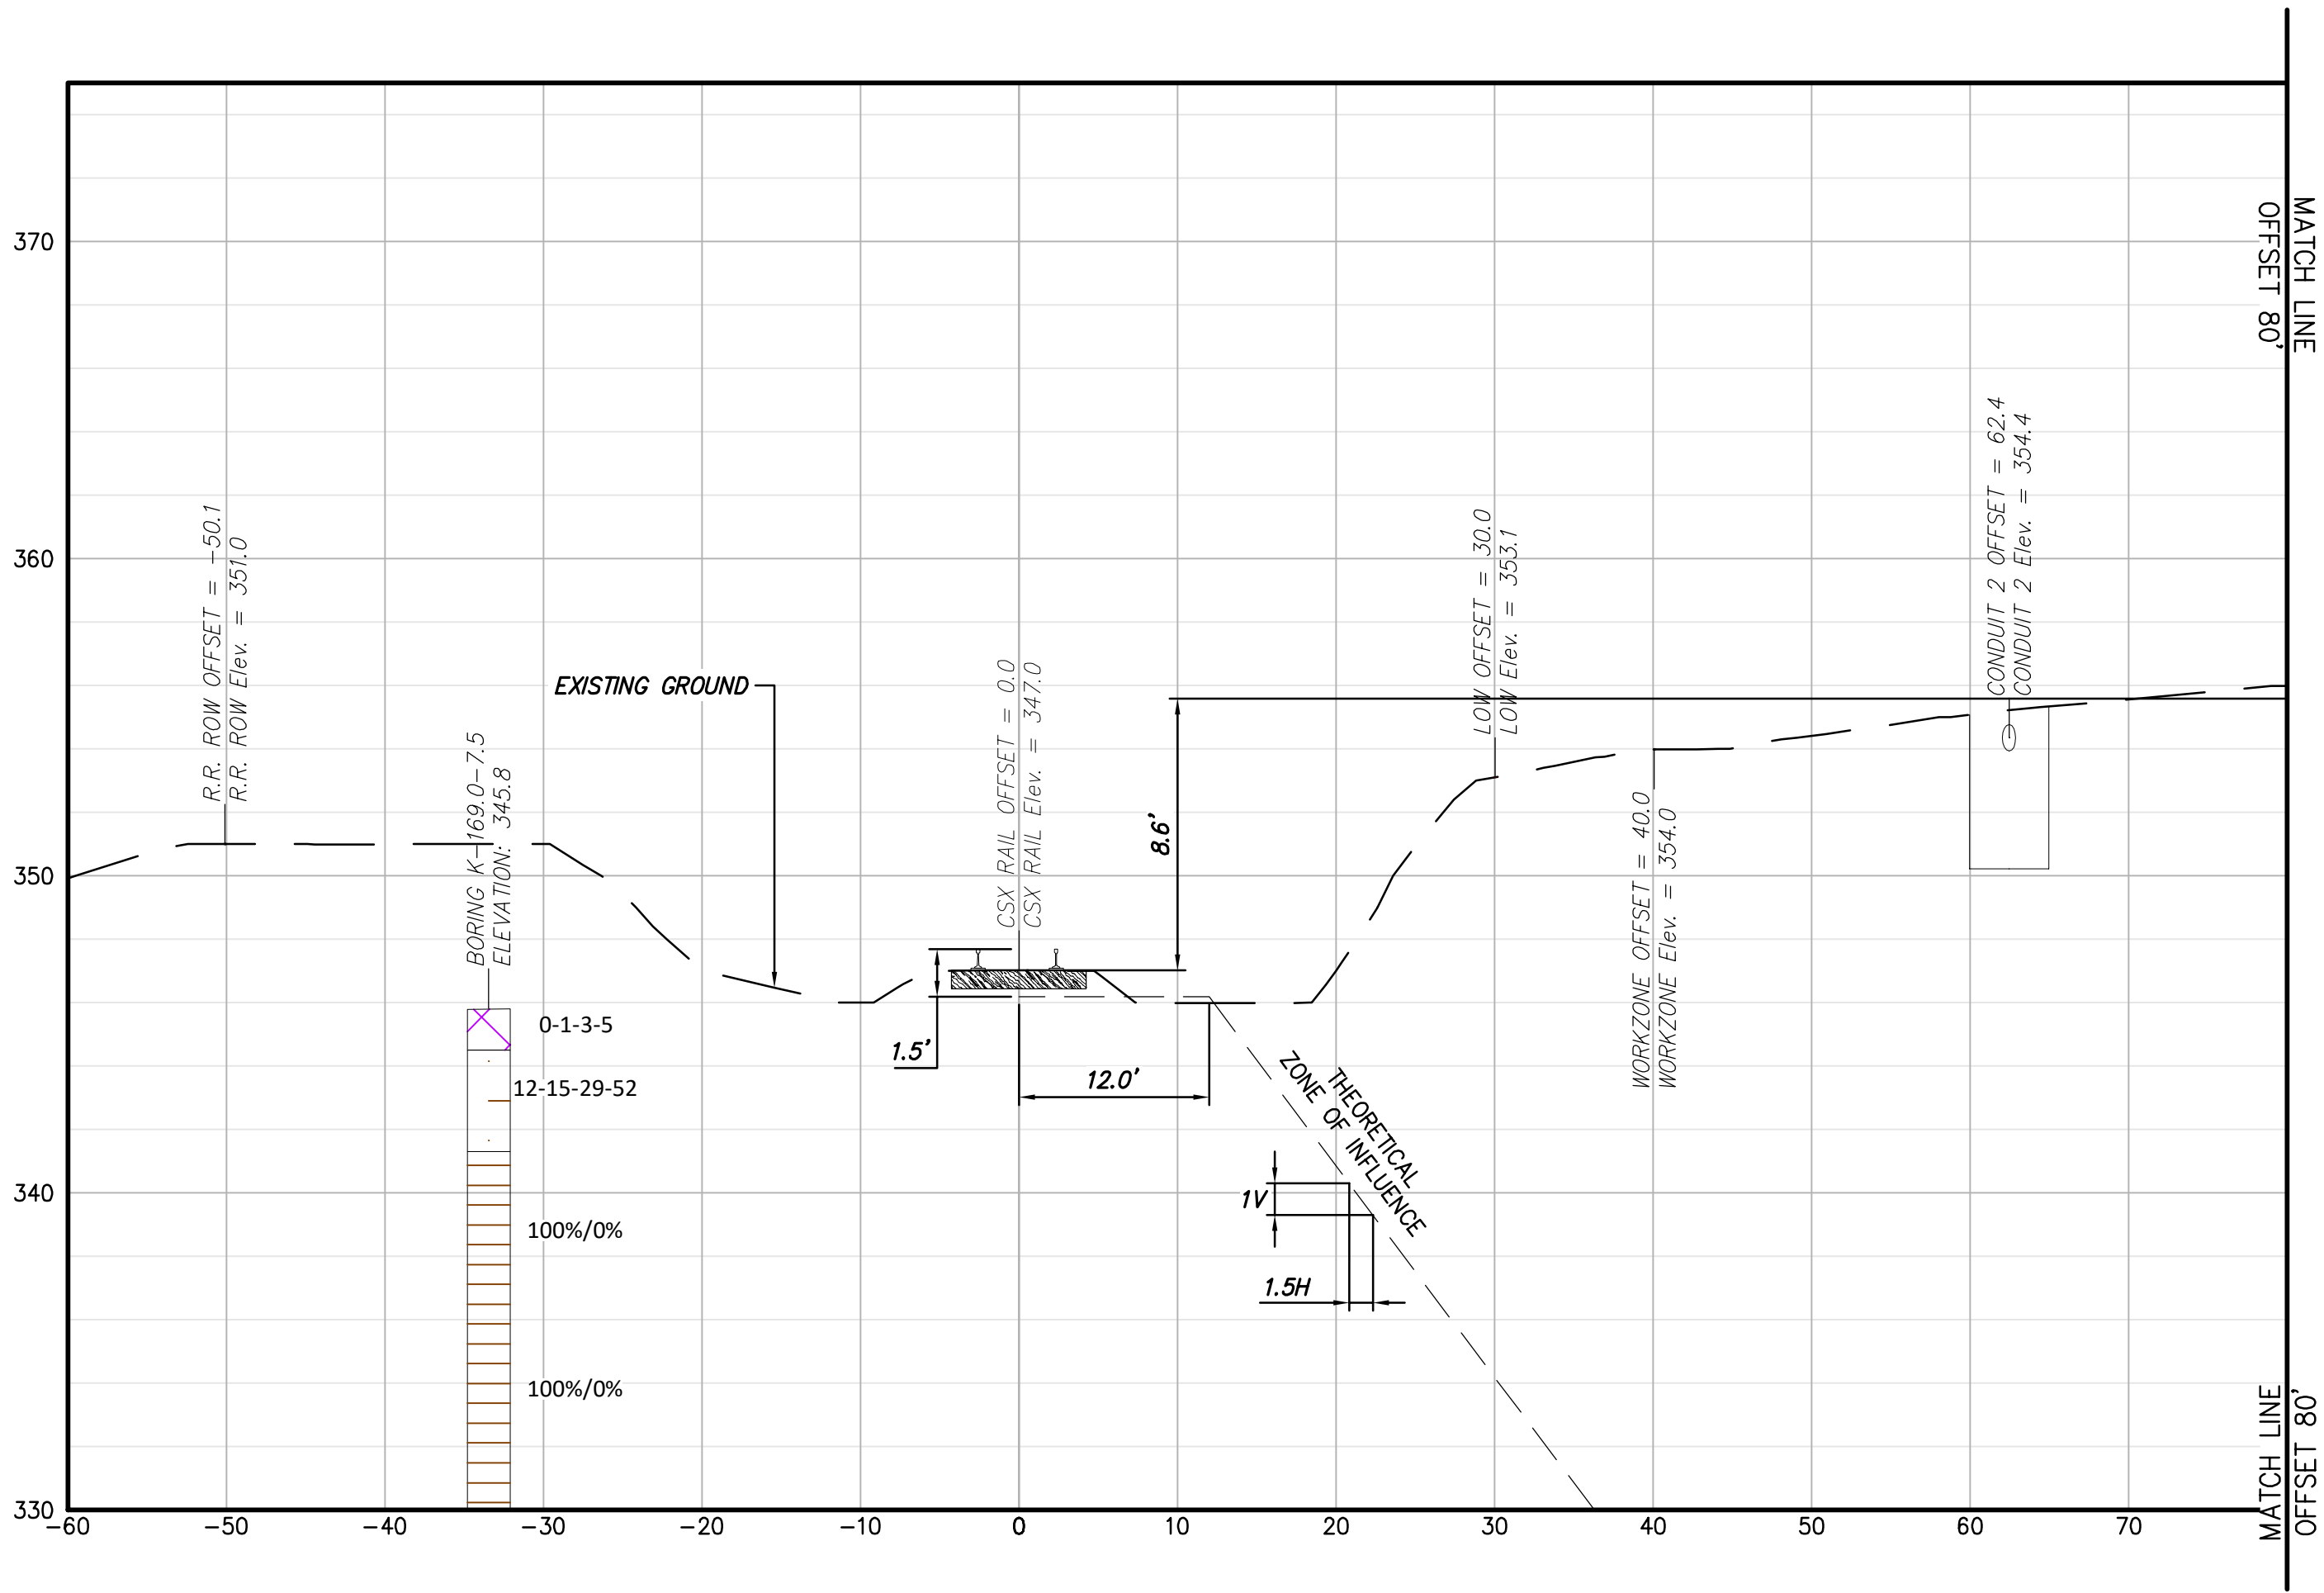 MATCH LINE
OFFSET 80'
370
CONDUIT 2 OFFSET = 62.4
CONDUIT 2 Elev. = 354.4
R.R. ROW OFFSET = -50.1
R.R. ROW Elev. = 351.0
LOW OFFSET = 30.0
LOW Elev. = 353.1
360
EXISTING GROUND
CSX RAIL OFFSET = 0.0
CSX RAIL Elev. = 347.0
BORING K-169.0-7.5
ELEVATION: 345.8
8.6'
WORKZONE OFFSET = 40.0
WORKZONE Elev. = 354.0
350
0-1-3-5
1.5'
12.0'
12-15-29-52
THEORETICAL
ZONE OF INFLUENCE
340
1V
100%/0%
1.5H
100%/0%
MATCH LINE
OFFSET 80'
330
-60 -50 -40 -30 -20 -10 0 10 20 30 40 50 60 70